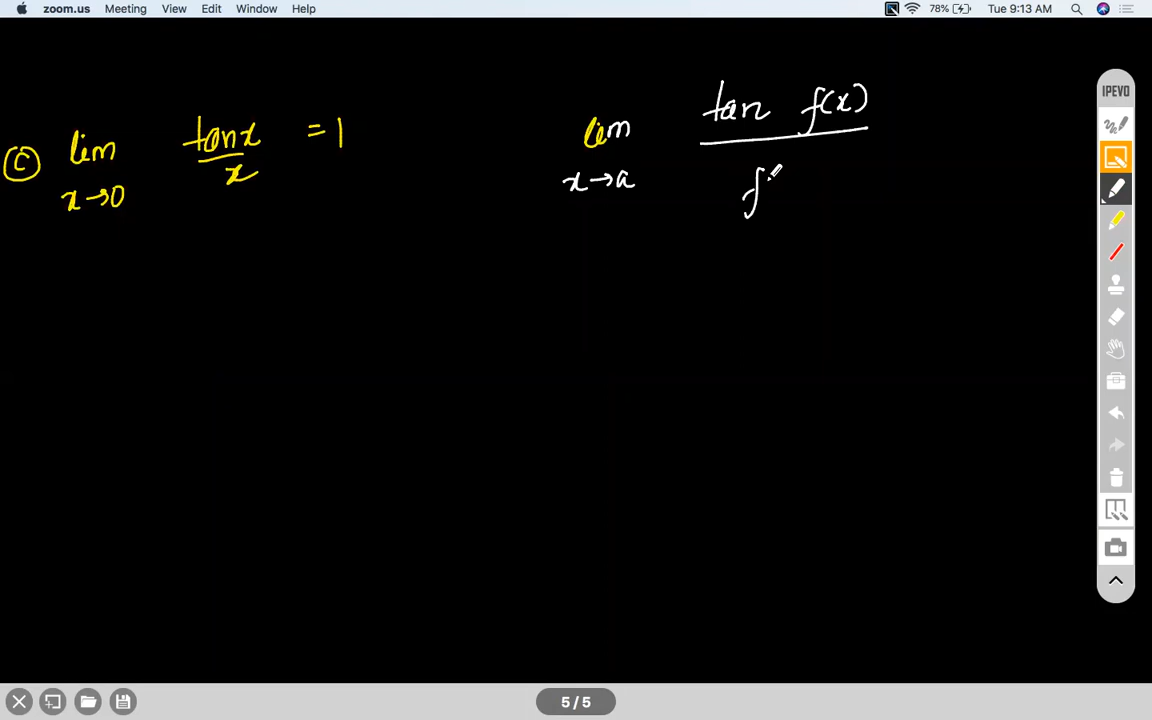 zoom.us Meeting View Edit Window Help 78% Tue 9:13 AM
IPEVO
Ⓒ lim tanx = 1
x→0 x
lim tan f(x)
x→a f
5 / 5